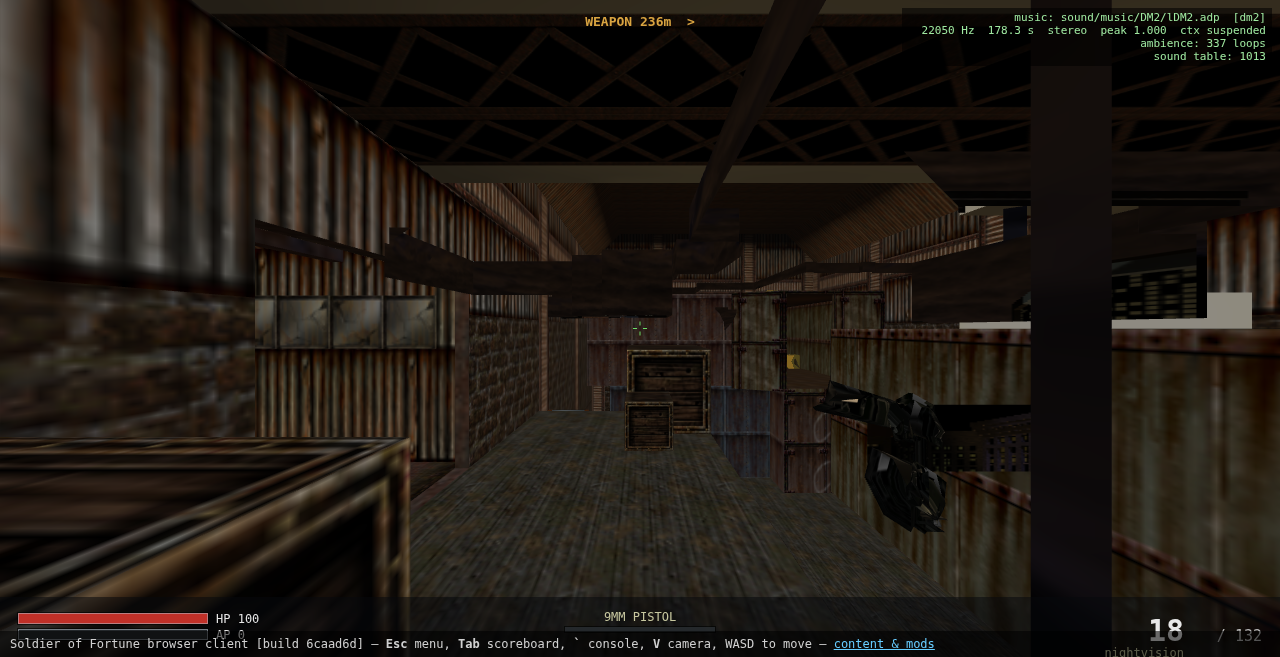 WEAPON 236m  >
music: sound/music/DM2/lDM2.adp  [dm2]
22050 Hz  178.3 s  stereo  peak 1.000  ctx suspended
ambience: 337 loops
sound table: 1013
HP 100
9MM PISTOL
AP 0
18 / 132
Soldier of Fortune browser client [build 6caad6d] — Esc menu, Tab scoreboard, ` console, V camera, WASD to move — content & mods
nightvision